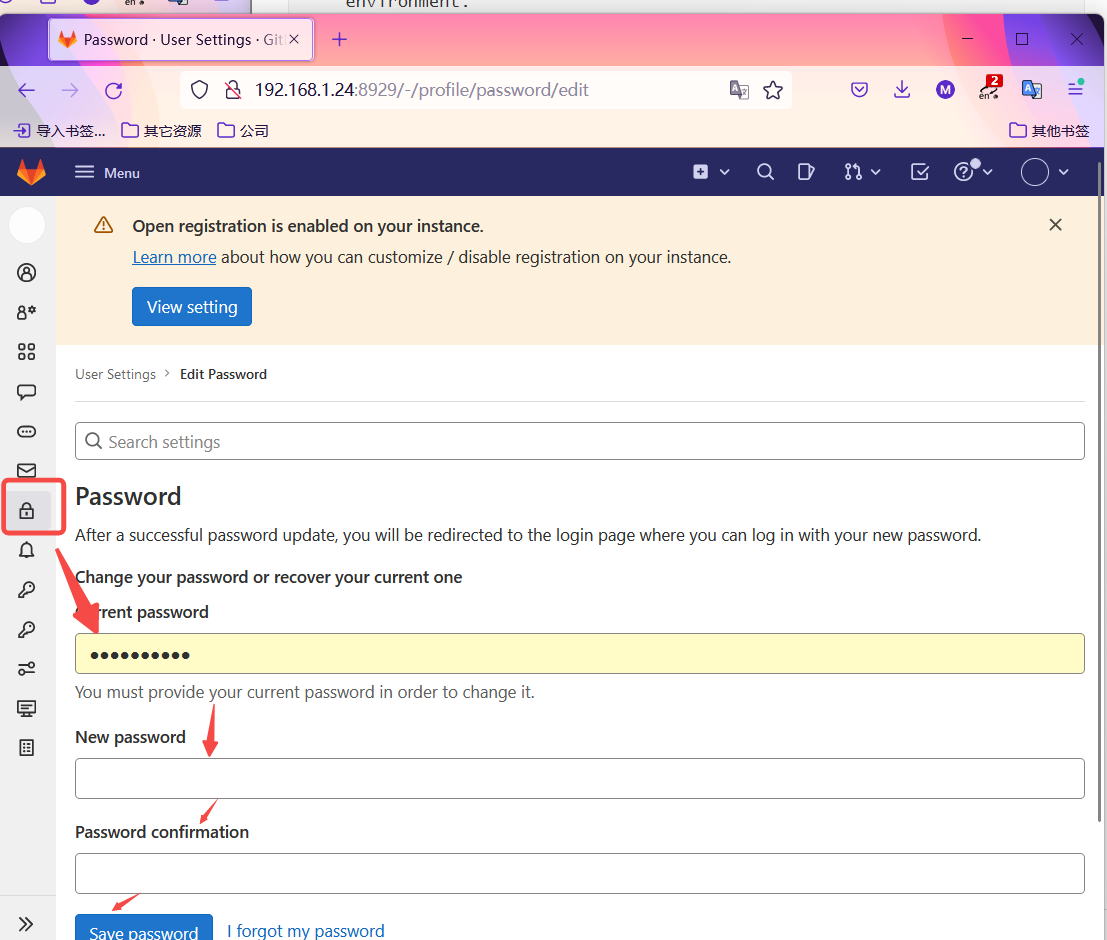 environment.
Password · User Settings · Git
192.168.1.24:8929/-/profile/password/edit
M
2
en
导入书签...
其它资源
公司
其他书签
Menu
Open registration is enabled on your instance.
Learn more about how you can customize / disable registration on your instance.
View setting
User Settings
Edit Password
Search settings
Password
After a successful password update, you will be redirected to the login page where you can log in with your new password.
Change your password or recover your current one
Current password
You must provide your current password in order to change it.
New password
Password confirmation
Save password
I forgot my password